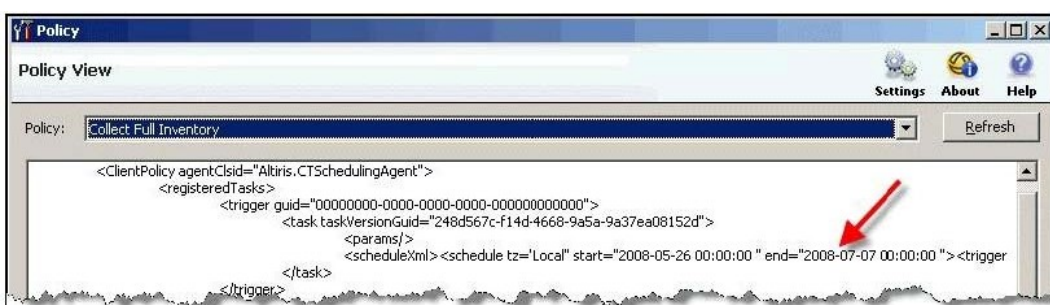 Policy
Policy View
Settings About Help
Policy: Collect Full Inventory Refresh
<ClientPolicy agentClsid="Altiris.CTSchedulingAgent">
<registeredTasks>
<trigger guid="00000000-0000-0000-0000-000000000000">
<task taskVersionGuid="248d567c-f14d-4668-9a5a-9a37ea08152d">
<params/>
<scheduleXml><schedule tz='Local" start="2008-05-26 00:00:00 " end="2008-07-07 00:00:00 "><trigger
</task>
</trigger>